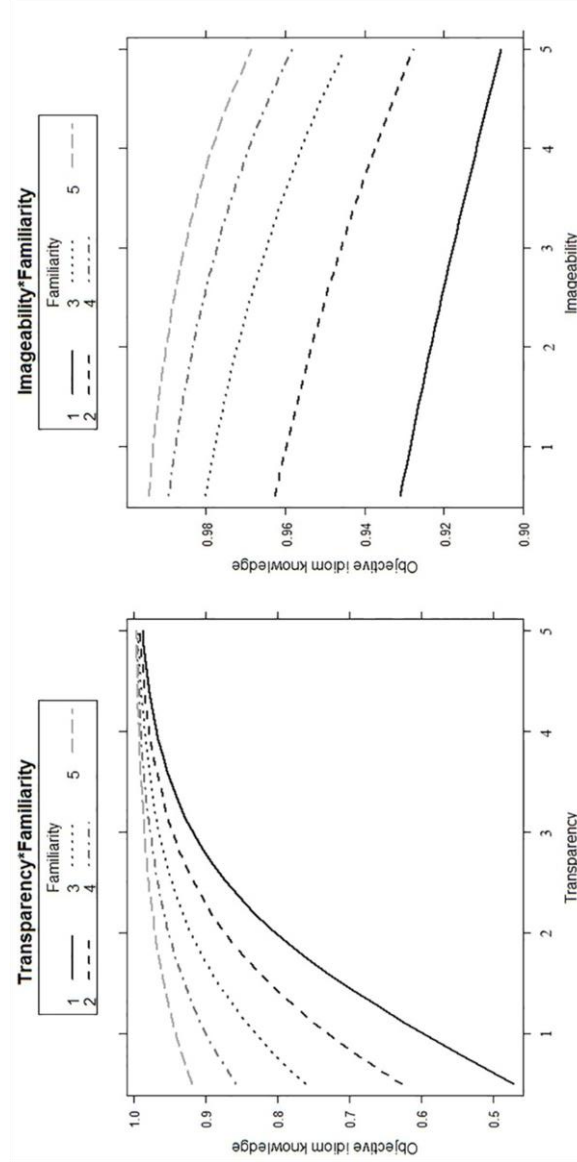 Transparency*Familiarity
Familiarity
1 3 5
2 4
Objective idiom knowledge
1.0
0.9
0.8
0.7
0.6
0.5
1 2 3 4 5
Transparency
Imageability*Familiarity
Familiarity
1 3 5
2 4
Objective idiom knowledge
0.98
0.96
0.94
0.92
0.90
1 2 3 4 5
Imageability